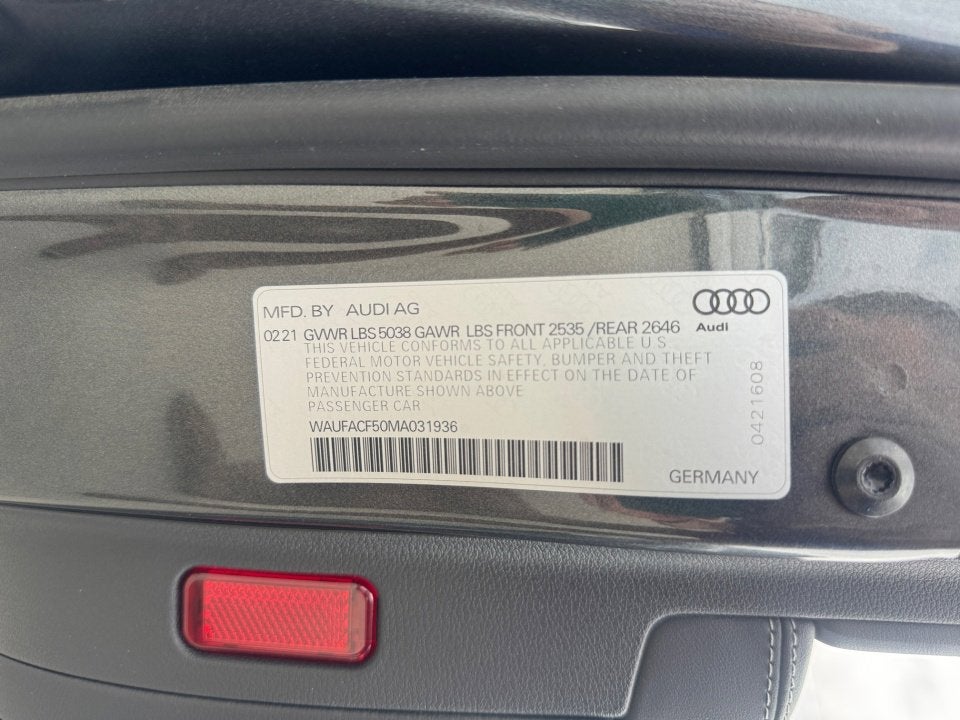 MFD. BY AUDI AG
Audi
0221 GVWR LBS 5038 GAWR LBS FRONT 2535 /REAR 2646
THIS VEHICLE CONFORMS TO ALL APPLICABLE U S
FEDERAL MOTOR VEHICLE SAFETY, BUMPER AND THEFT
PREVENTION STANDARDS IN EFFECT ON THE DATE OF
MANUFACTURE SHOWN ABOVE
PASSENGER CAR
WAUFACF50MA031936
0421608
GERMANY